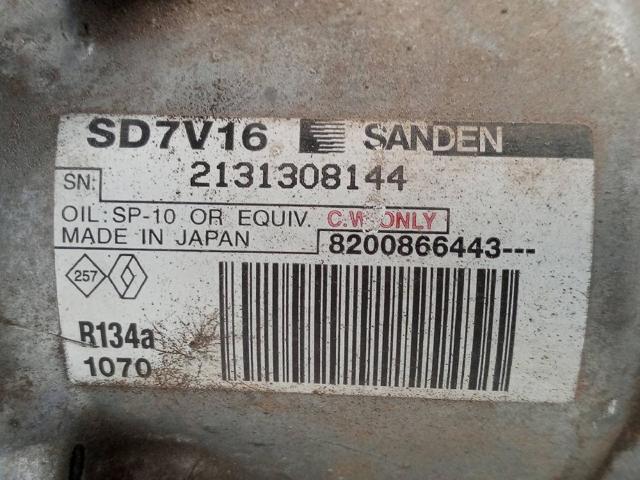 SD7V16 SANDEN
SN: 2131308144
OIL: SP-10 OR EQUIV. C.W. ONLY
MADE IN JAPAN 8200866443---
257
R134a
1070